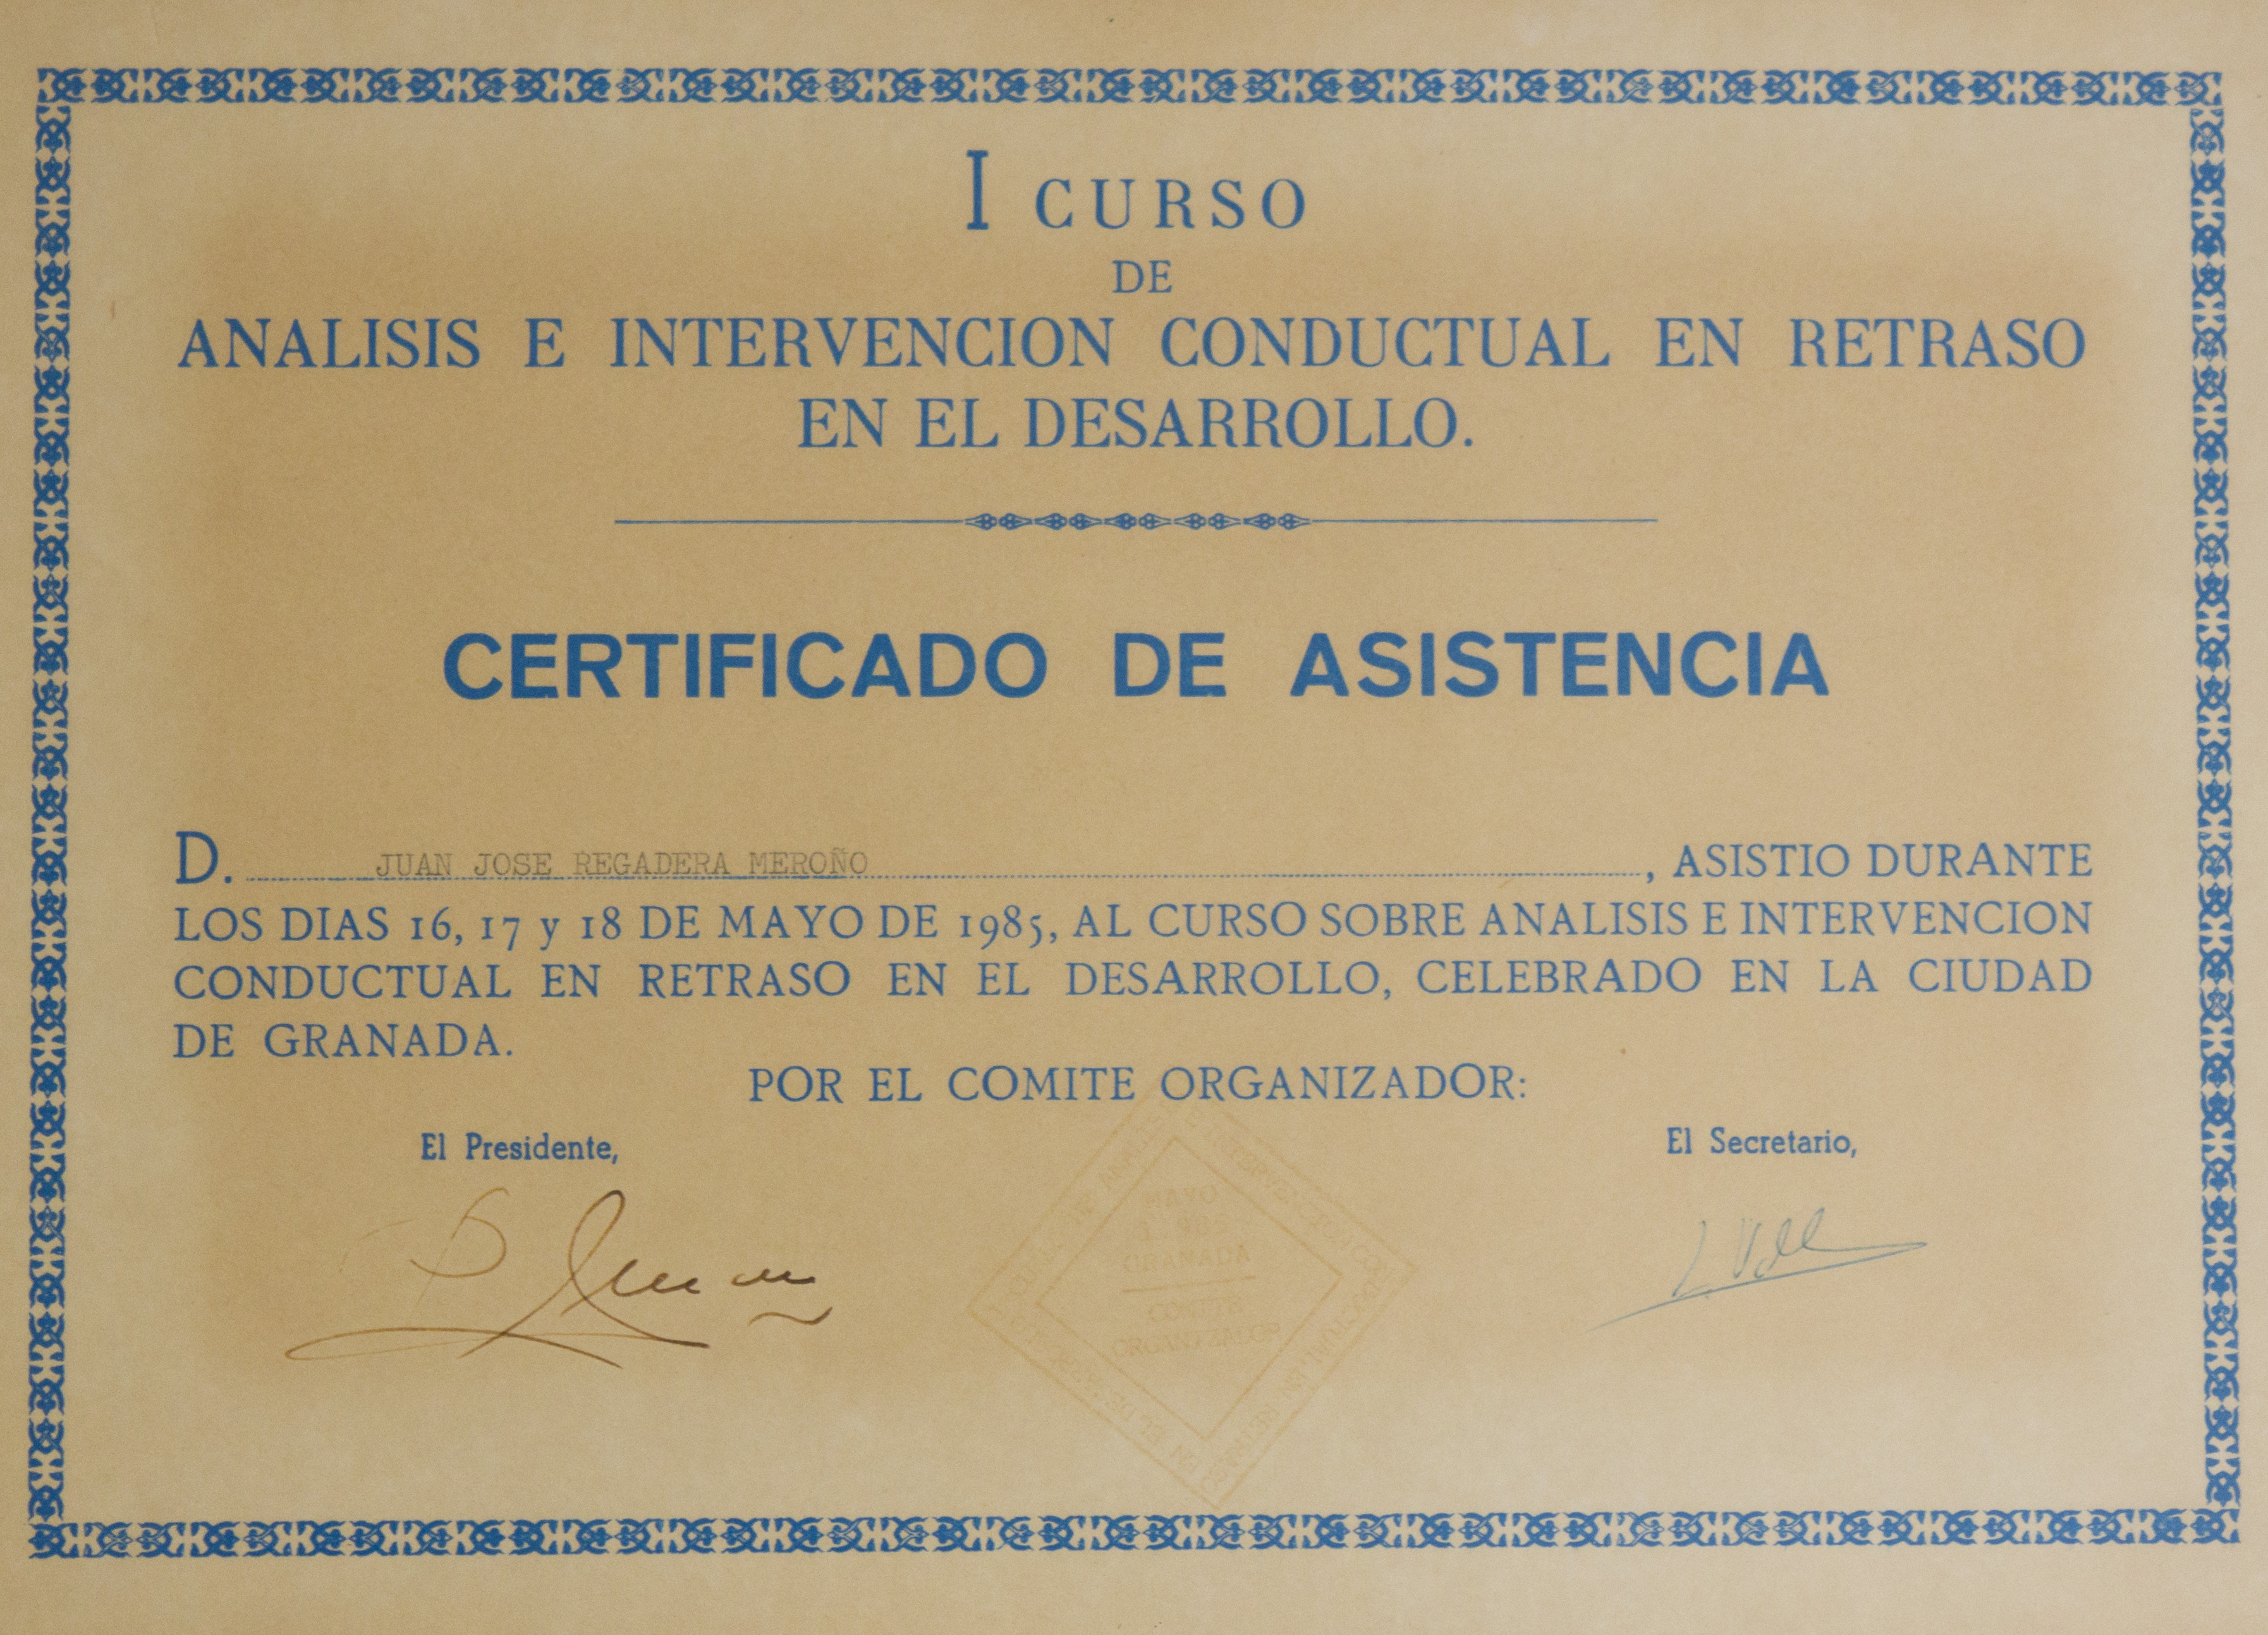 I CURSO
DE
ANALISIS E INTERVENCION CONDUCTUAL EN RETRASO
EN EL DESARROLLO.
CERTIFICADO DE ASISTENCIA
D. JUAN JOSE REGADERA MEROÑO, ASISTIO DURANTE
LOS DIAS 16, 17 y 18 DE MAYO DE 1985, AL CURSO SOBRE ANALISIS E INTERVENCION
CONDUCTUAL EN RETRASO EN EL DESARROLLO, CELEBRADO EN LA CIUDAD
DE GRANADA.
POR EL COMITE ORGANIZADOR:
El Presidente,
El Secretario,
MAYO
GRANADA
COMITE
ORGANIZADOR